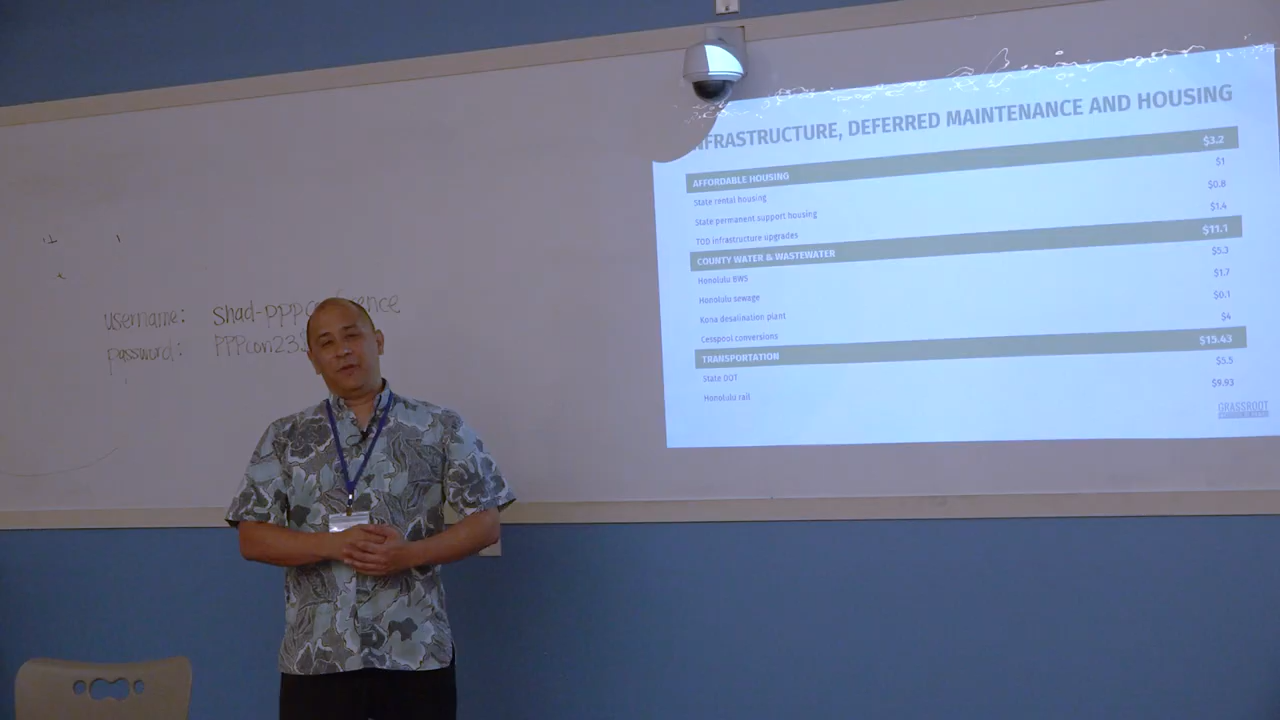 username: shad-pppconference
password: PPPcon23
INFRASTRUCTURE, DEFERRED MAINTENANCE AND HOUSING
AFFORDABLE HOUSING $3.2
State rental housing $1
State permanent support housing $0.8
TOD infrastructure upgrades $1.4
COUNTY WATER & WASTEWATER $11.1
Honolulu BWS $5.3
Honolulu sewage $1.7
Kona desalination plant $0.1
Cesspool conversions $4
TRANSPORTATION $15.43
State DOT $5.5
Honolulu rail $9.93
GRASSROOT